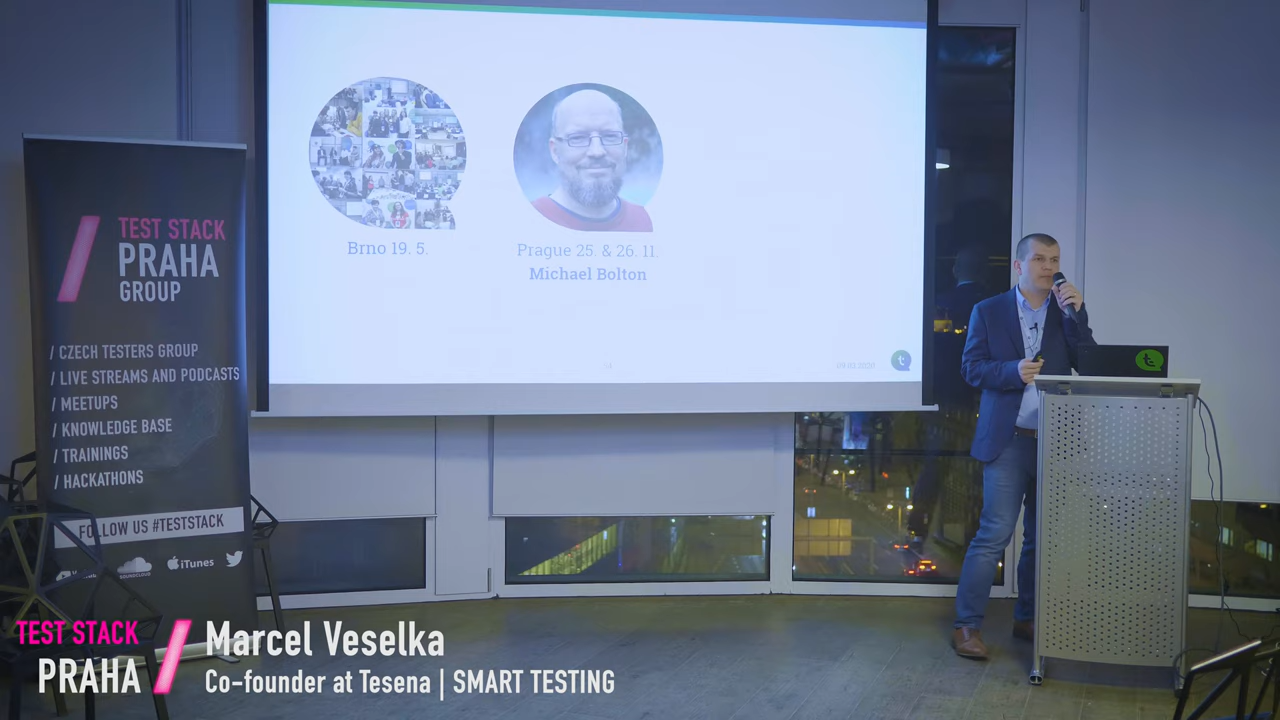 Brno 19. 5.
Prague 25. & 26. 11.
Michael Bolton
TEST STACK
PRAHA
GROUP
/ CZECH TESTERS GROUP
/ LIVE STREAMS AND PODCASTS
/ MEETUPS
/ KNOWLEDGE BASE
/ TRAININGS
/ HACKATHONS
FOLLOW US #TESTSTACK
SOUNDCLOUD
iTunes
t
TEST STACK
PRAHA
Marcel Veselka
Co-founder at Tesena | SMART TESTING